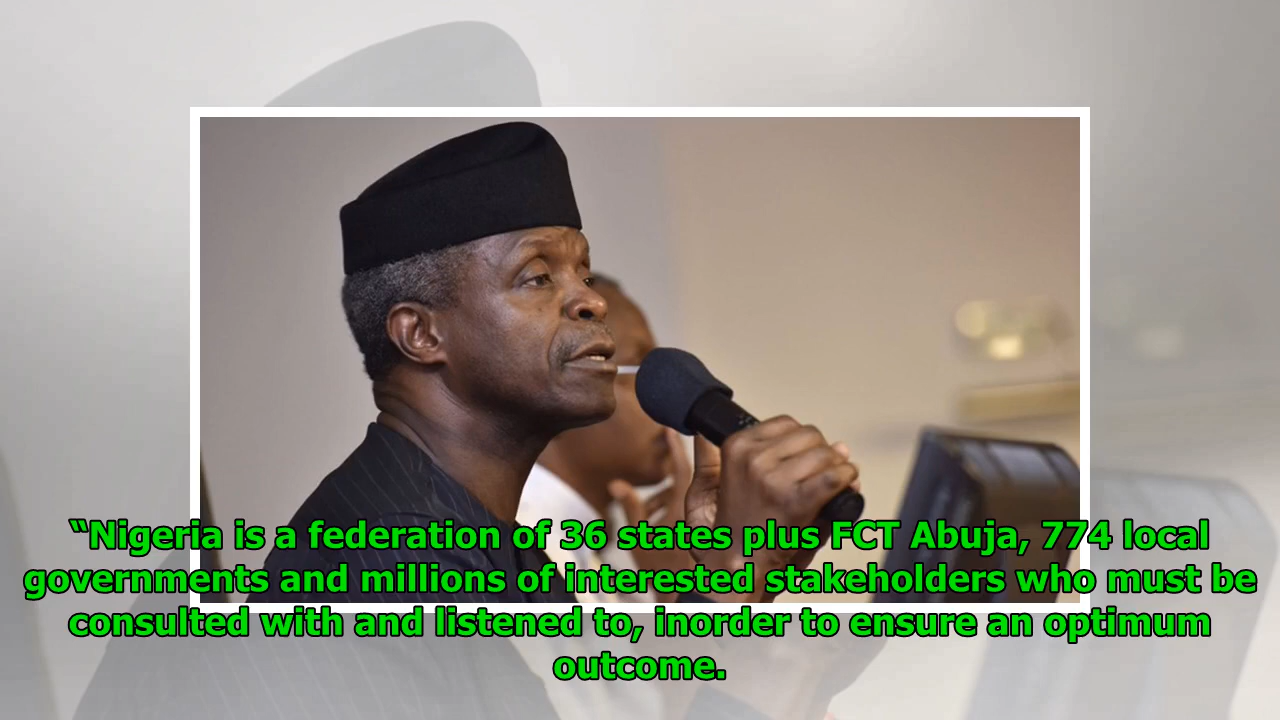 “Nigeria is a federation of 36 states plus FCT Abuja, 774 local
governments and millions of interested stakeholders who must be
consulted with and listened to, inorder to ensure an optimum
outcome.